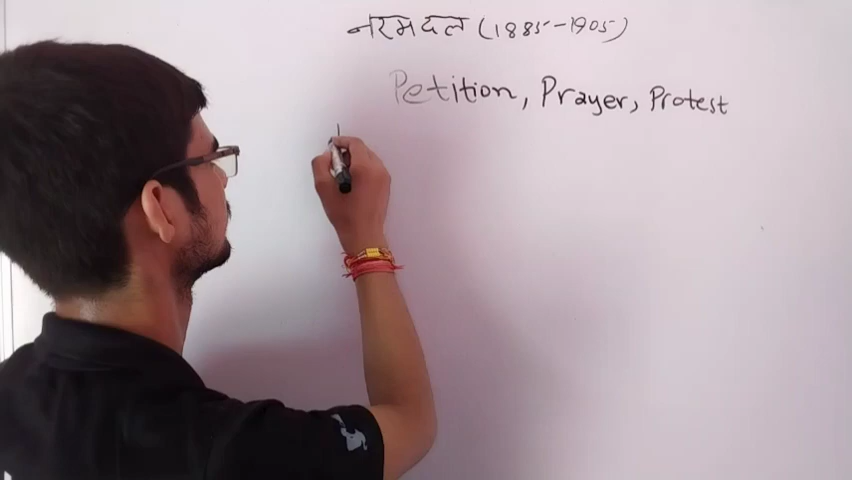 नरमदल (1885-1905)
Petition, Prayer, Protest